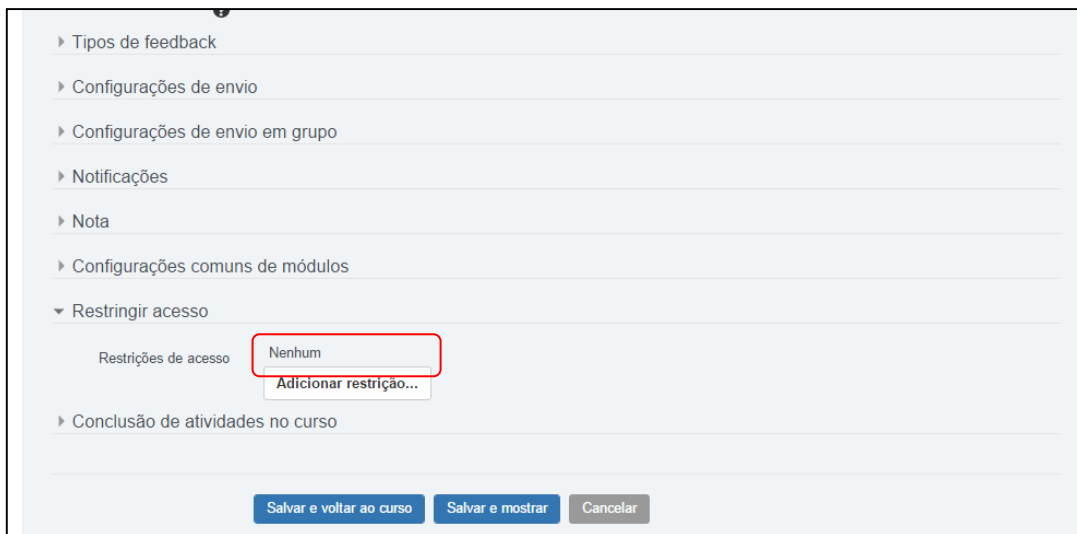 Tipos de feedback
Configurações de envio
Configurações de envio em grupo
Notificações
Nota
Configurações comuns de módulos
Restringir acesso
Restrições de acesso Nenhum
Adicionar restrição...
Conclusão de atividades no curso
Salvar e voltar ao curso Salvar e mostrar Cancelar